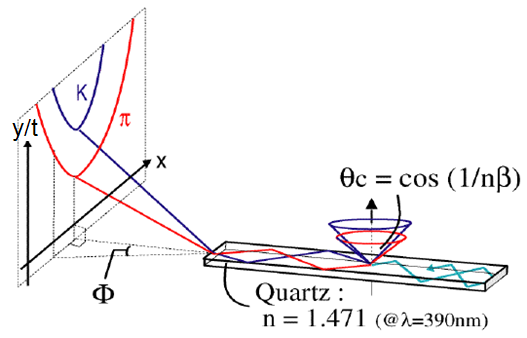 K
π
y/t
x
θc = cos (1/nβ)
Φ
Quartz :
n = 1.471 (@λ=390nm)